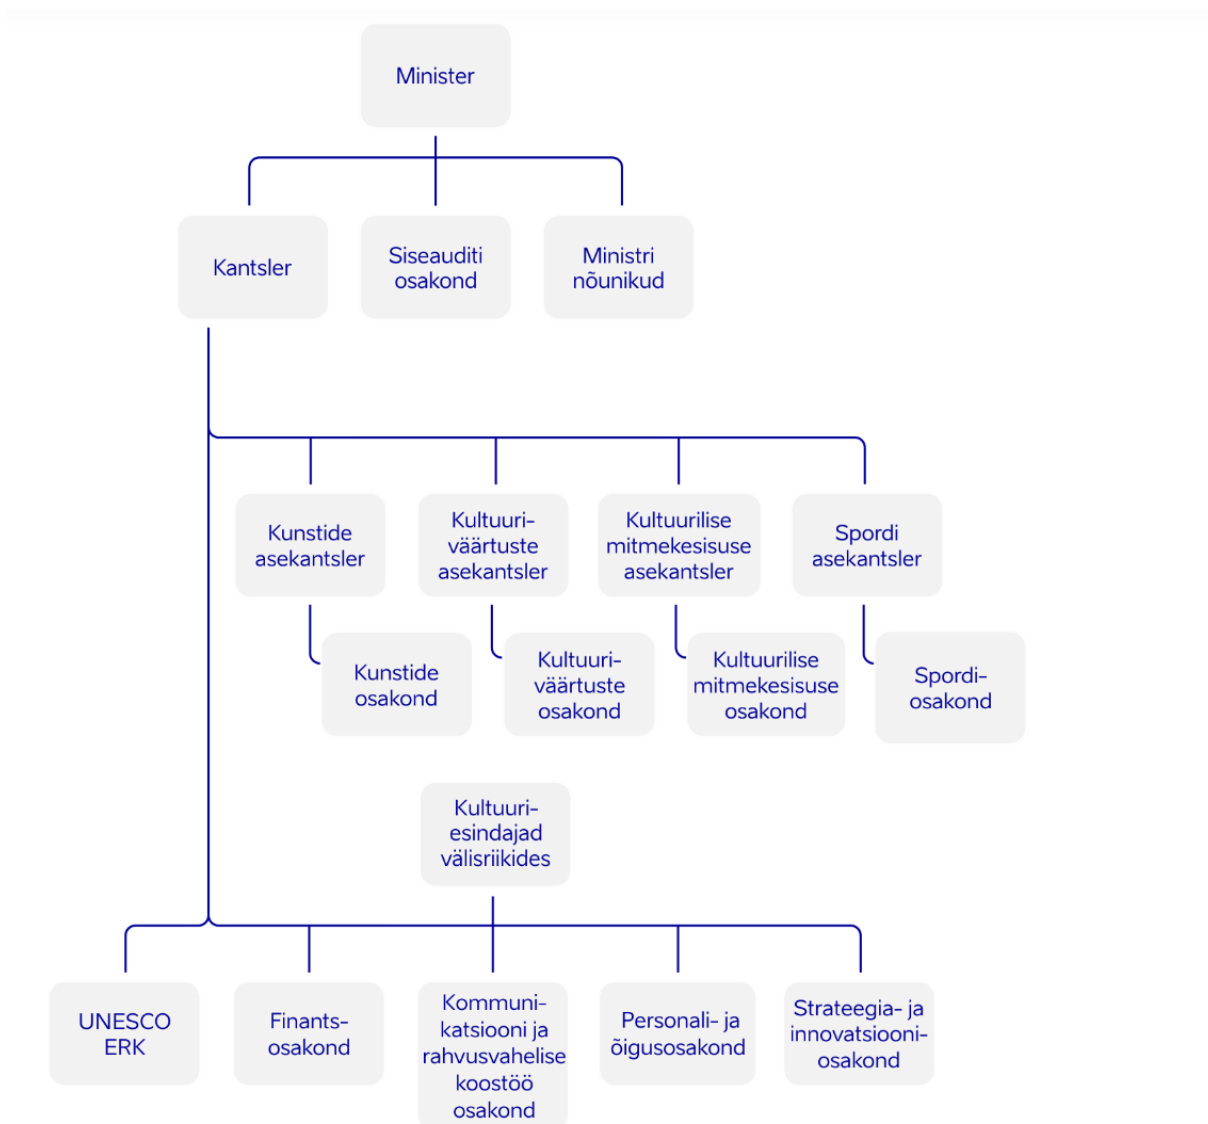 Minister
Kantsler
Siseauditi
osakond
Ministri
nõunikud
Kunstide
asekantsler
Kultuuri-
väärtuste
asekantsler
Kultuurilise
mitmekesisuse
asekantsler
Spordi
asekantsler
Kunstide
osakond
Kultuuri-
väärtuste
osakond
Kultuurilise
mitmekesisuse
osakond
Spordi-
osakond
Kultuuri-
esindajad
välisriikides
UNESCO
ERK
Finants-
osakond
Kommuni-
katsiooni ja
rahvusvahelise
koostöö
osakond
Personali- ja
õigusosakond
Strateegia- ja
innovatsiooni-
osakond